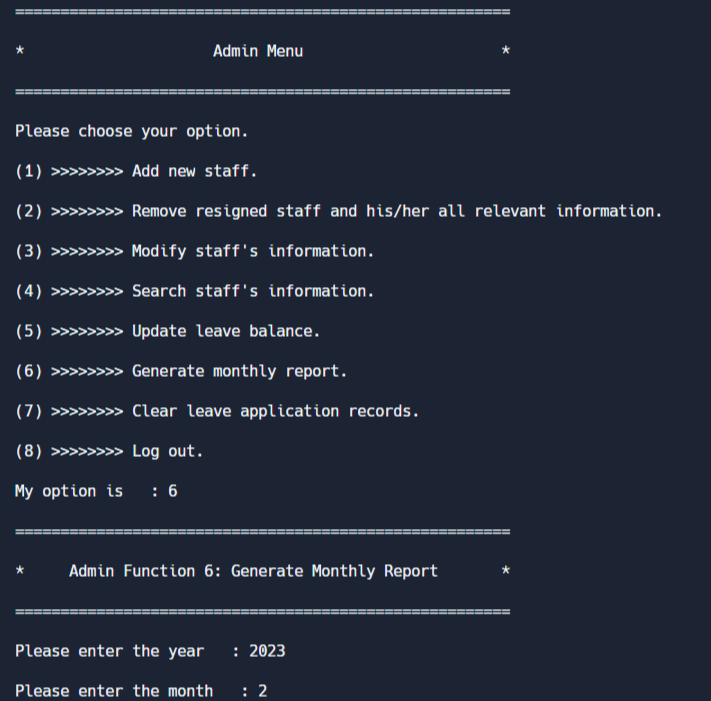 =======================================================
*                     Admin Menu                      *
=======================================================
Please choose your option.
(1) >>>>>>>> Add new staff.
(2) >>>>>>>> Remove resigned staff and his/her all relevant information.
(3) >>>>>>>> Modify staff's information.
(4) >>>>>>>> Search staff's information.
(5) >>>>>>>> Update leave balance.
(6) >>>>>>>> Generate monthly report.
(7) >>>>>>>> Clear leave application records.
(8) >>>>>>>> Log out.
My option is   : 6
=======================================================
*     Admin Function 6: Generate Monthly Report       *
=======================================================
Please enter the year   : 2023
Please enter the month   : 2